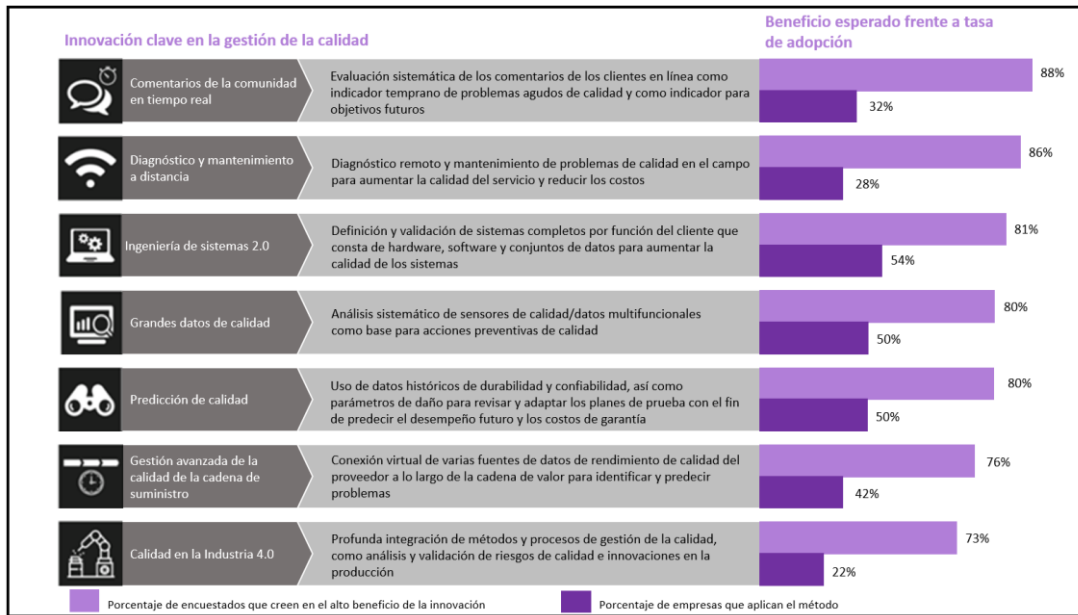 Innovación clave en la gestión de la calidad
Beneficio esperado frente a tasa
de adopción
Comentarios de la comunidad
en tiempo real
Evaluación sistemática de los comentarios de los clientes en línea como
indicador temprano de problemas agudos de calidad y como indicador para
objetivos futuros
88%
32%
Diagnóstico y mantenimiento
a distancia
Diagnóstico remoto y mantenimiento de problemas de calidad en el campo
para aumentar la calidad del servicio y reducir los costos
86%
28%
Ingeniería de sistemas 2.0
Definición y validación de sistemas completos por función del cliente que
consta de hardware, software y conjuntos de datos para aumentar la
calidad de los sistemas
81%
54%
Grandes datos de calidad
Análisis sistemático de sensores de calidad/datos multifuncionales
como base para acciones preventivas de calidad
80%
50%
Predicción de calidad
Uso de datos históricos de durabilidad y confiabilidad, así como
parámetros de daño para revisar y adaptar los planes de prueba con el fin
de predecir el desempeño futuro y los costos de garantía
80%
50%
Gestión avanzada de la
calidad de la cadena de
suministro
Conexión virtual de varias fuentes de datos de rendimiento de calidad del
proveedor a lo largo de la cadena de valor para identificar y predecir
problemas
76%
42%
Calidad en la Industria 4.0
Profunda integración de métodos y procesos de gestión de la calidad,
como análisis y validación de riesgos de calidad e innovaciones en la
producción
73%
22%
Porcentaje de encuestados que creen en el alto beneficio de la innovación
Porcentaje de empresas que aplican el método